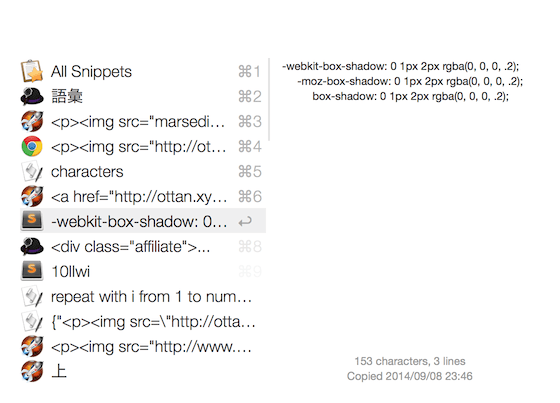 All Snippets ⌘1
語彙 ⌘2
<p><img src="marsedi… ⌘3
<p><img src="http://ot… ⌘4
characters ⌘5
<a href="http://ottan.xy… ⌘6
-webkit-box-shadow: 0… ↩
<div class="affiliate">... ⌘8
10llwi ⌘9
repeat with i from 1 to num…
{"<p><img src=\"http://otta…
<p><img src="http://www.…
上
-webkit-box-shadow: 0 1px 2px rgba(0, 0, 0, .2);
-moz-box-shadow: 0 1px 2px rgba(0, 0, 0, .2);
box-shadow: 0 1px 2px rgba(0, 0, 0, .2);
153 characters, 3 lines
Copied 2014/09/08 23:46